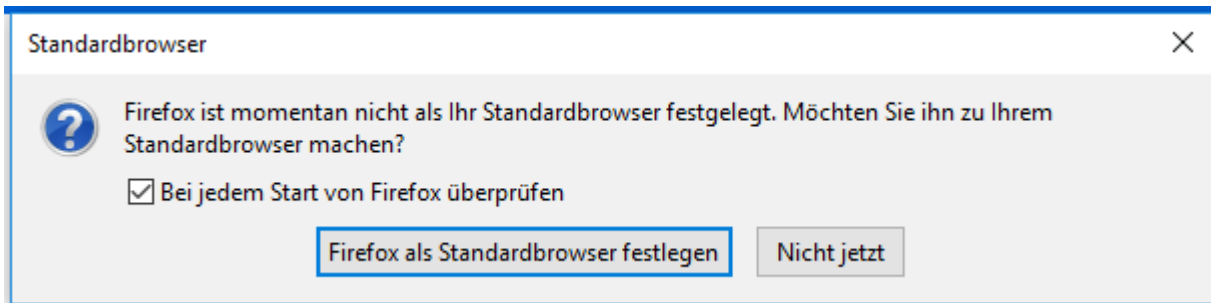 Standardbrowser
Firefox ist momentan nicht als Ihr Standardbrowser festgelegt. Möchten Sie ihn zu Ihrem
Standardbrowser machen?
Bei jedem Start von Firefox überprüfen
Firefox als Standardbrowser festlegen
Nicht jetzt